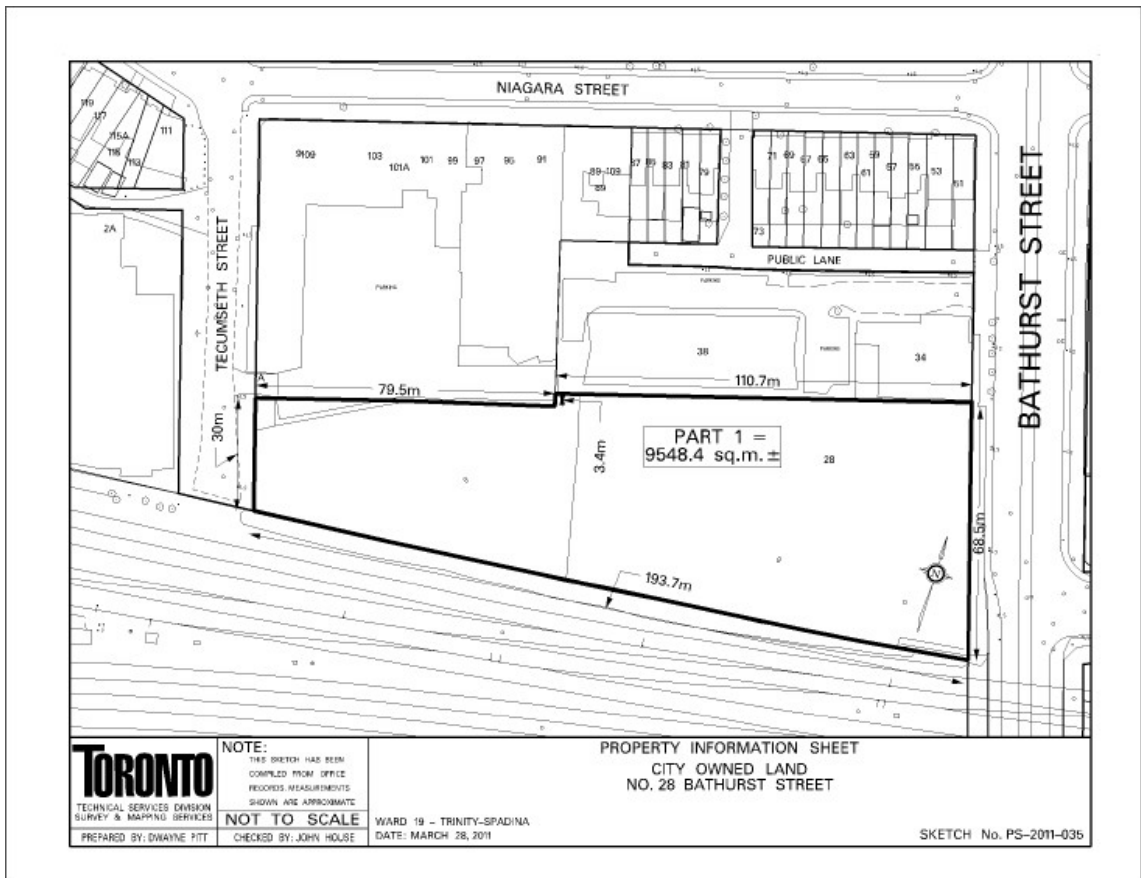 NIAGARA STREET
119
117
115A
111
113
9109
103
101A
101
99
97
95
91
89-109
89
87
85
83
81
79
71
69
67
65
63
61
59
57
55
53
51
73
PUBLIC LANE
2A
TECUMSETH STREET
BATHURST STREET
PARKING
PARKING
38
PARKING
34
A
79.5m
110.7m
30m
3.4m
PART 1 =
9548.4 sq.m. ±
28
68.5m
193.7m
N
TORONTO
TECHNICAL SERVICES DIVISION
SURVEY & MAPPING SERVICES
PREPARED BY: DWAYNE PITT
NOTE:
THIS SKETCH HAS BEEN
COMPILED FROM OFFICE
RECORDS. MEASUREMENTS
SHOWN ARE APPROXIMATE
NOT TO SCALE
CHECKED BY: JOHN HOUSE
PROPERTY INFORMATION SHEET
CITY OWNED LAND
NO. 28 BATHURST STREET
WARD 19 - TRINITY-SPADINA
DATE: MARCH 28, 2011
SKETCH No. PS-2011-035